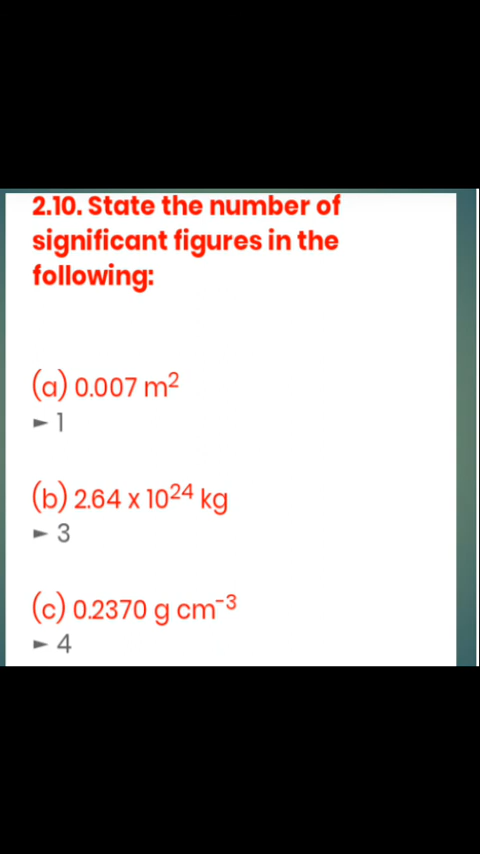 2.10. State the number of
significant figures in the
following:
(a) 0.007 m²
► 1
(b) 2.64 x 10²⁴ kg
► 3
(c) 0.2370 g cm⁻³
► 4